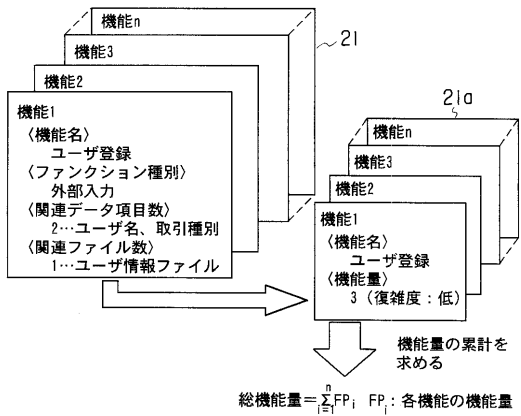 機能n
機能3
機能2
機能1
〈機能名〉
ユーザ登録
〈ファンクション種別〉
外部入力
〈関連データ項目数〉
2…ユーザ名、取引種別
〈関連ファイル数〉
1…ユーザ情報ファイル
21
21a
機能n
機能3
機能2
機能1
〈機能名〉
ユーザ登録
〈機能量〉
3（復雑度：低）
機能量の累計を
求める
総機能量=Σ[i=1→n]FPi FPi：各機能の機能量